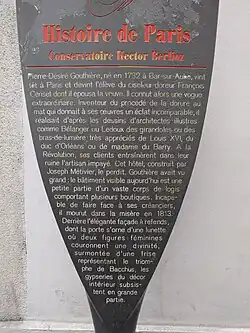 Histoire de Paris
Conservatoire Hector Berlioz
Pierre-Désiré Gouthière, né en 1732 à Bar-sur-Aube, vint
tôt à Paris et devint l'élève du ciseleur-doreur François
Ceriset dont il épousa la veuve. Il connut alors une vogue
extraordinaire. Inventeur du procédé de la dorure au
mat qui donnait à ses œuvres un éclat incomparable, il
réalisait d'après les dessins d'architectes illustres
comme Bélanger ou Ledoux des girandoles ou des
bras-de-lumière très appréciés de Louis XVI, du
duc d'Orléans ou de madame du Barry. A la
Révolution, ses clients entraînèrent dans leur
ruine l'artisan impayé. Cet hôtel, construit par
Joseph Métivier, le perdit. Gouthière avait vu
grand : le bâtiment visible aujourd'hui est une
petite partie d'un vaste corps de logis
comportant plusieurs boutiques. Incapa-
ble de faire face à ses créanciers,
il mourut dans la misère en 1813.
Derrière l'élégante façade à refends,
dont la porte s'orne d'une lunette
où deux figures féminines
couronnent une divinité,
surmontée d'une frise
représentant le triom-
phe de Bacchus, les
gypseries du décor
intérieur subsis-
tent en grande
partie.